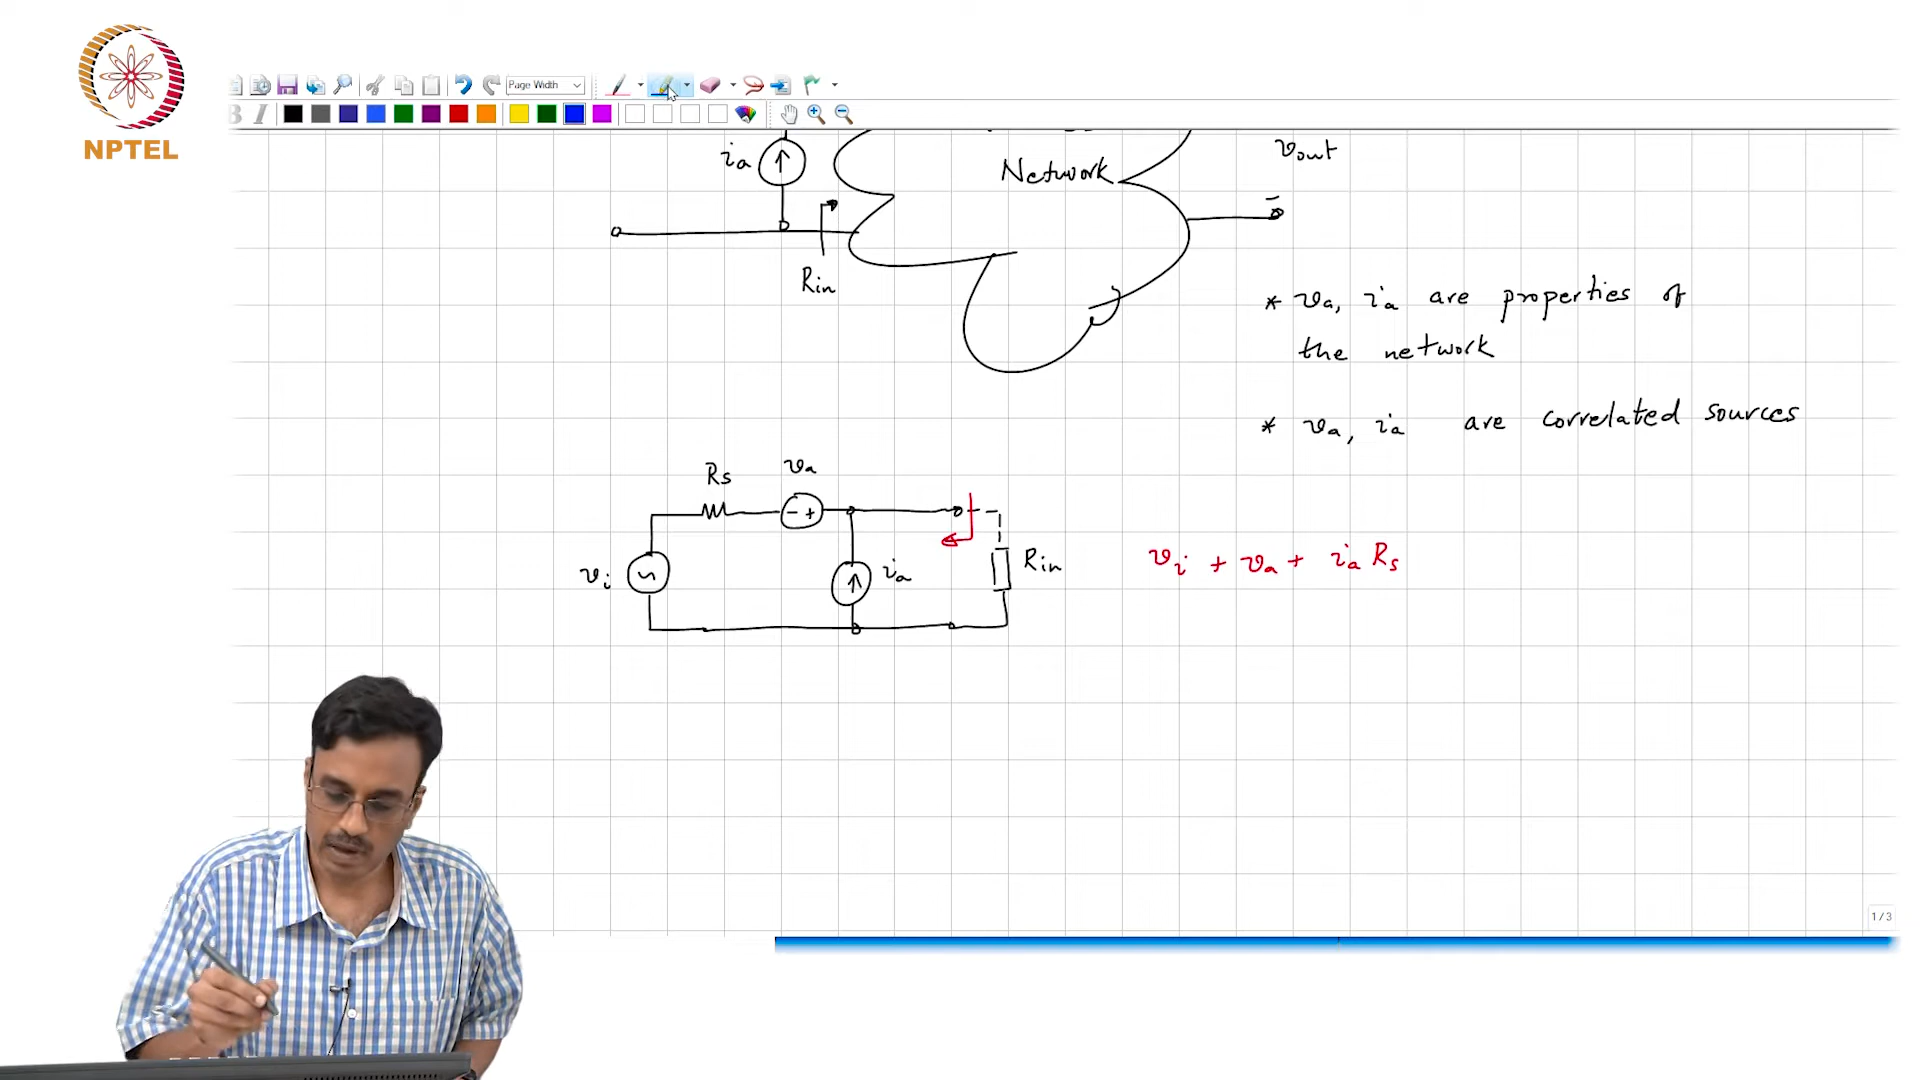 NPTEL
Page Width
B I
ia
Network
vout
-
Rin
* va, ia are properties of
the network
* va, ia are correlated sources
Rs
va
- +
vi
ia
Rin
vi + va + ia Rs
1 / 3